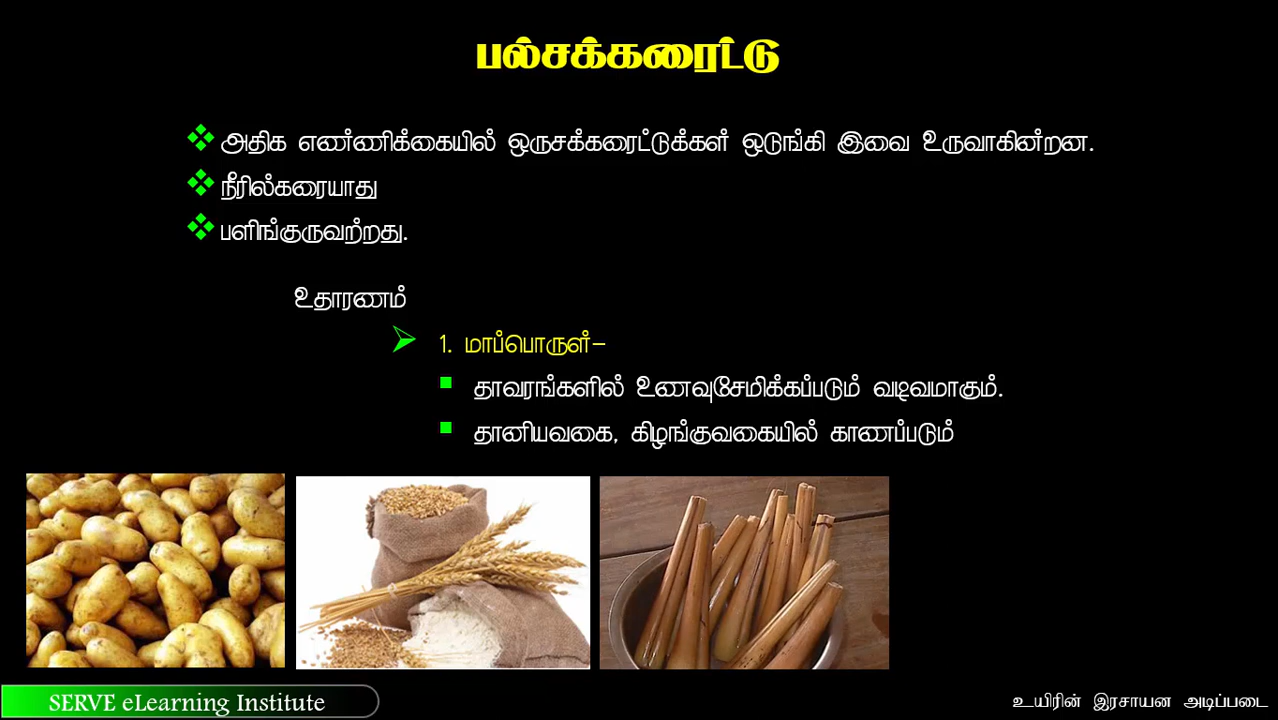 பல்சக்கரைட்டு
அதிக எண்ணிக்கையில் ஒருசக்கரைட்டுக்கள் ஒடுங்கி இவை உருவாகின்றன.
நீரில்கரையாது
பளிங்குருவற்றது.
உதாரணம்
1. மாப்பொருள்-
தாவரங்களில் உணவுசேமிக்கப்படும் வடிவமாகும்.
தானியவகை, கிழங்குவகையில் காணப்படும்
SERVE eLearning Institute
உயிரின் இரசாயன அடிப்படை